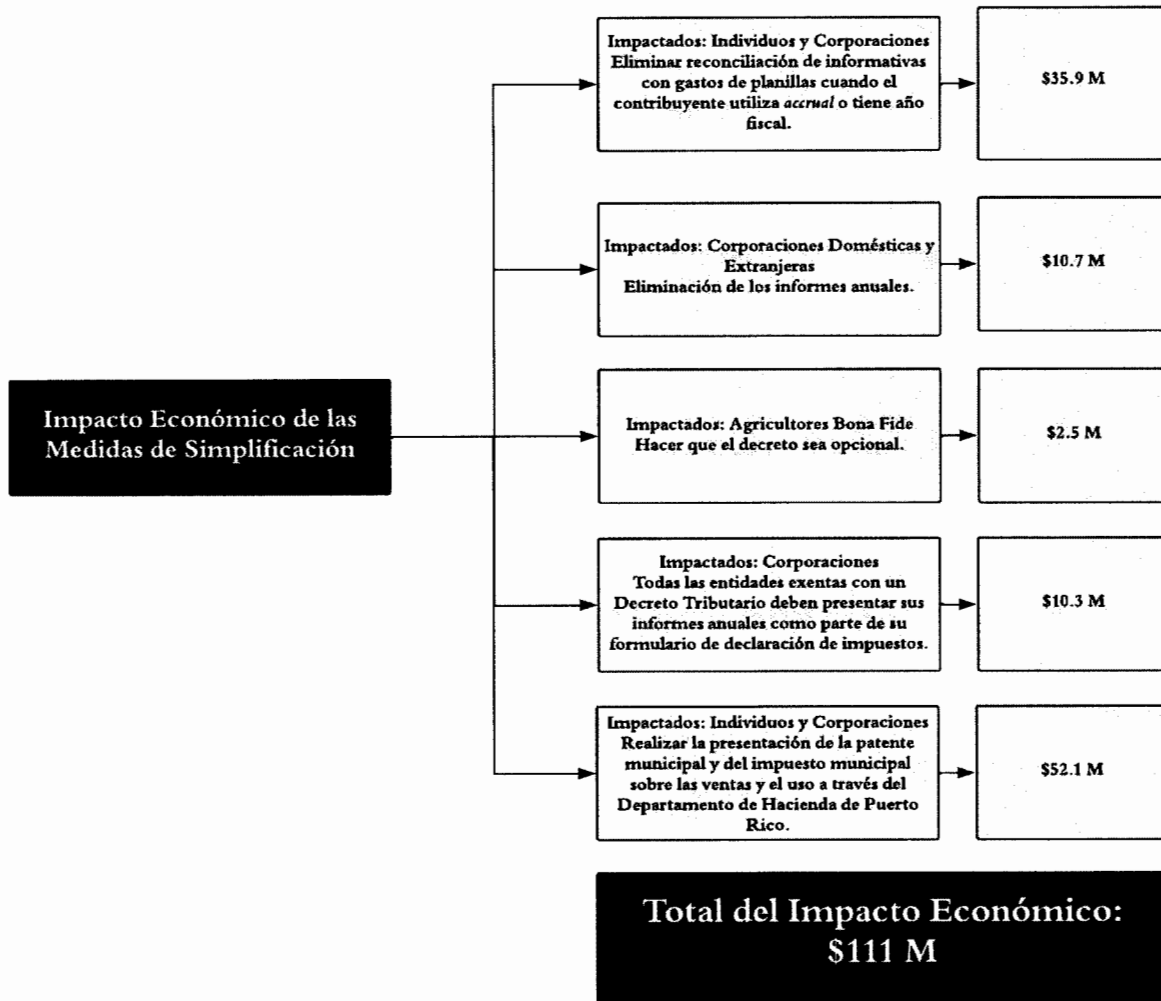 Impactados: Individuos y Corporaciones
Eliminar reconciliación de informativas
con gastos de planillas cuando el
contribuyente utiliza accrual o tiene año
fiscal.
$35.9 M
Impactados: Corporaciones Domésticas y
Extranjeras
Eliminación de los informes anuales.
$10.7 M
Impacto Económico de las
Medidas de Simplificación
Impactados: Agricultores Bona Fide
Hacer que el decreto sea opcional.
$2.5 M
Impactados: Corporaciones
Todas las entidades exentas con un
Decreto Tributario deben presentar sus
informes anuales como parte de su
formulario de declaración de impuestos.
$10.3 M
Impactados: Individuos y Corporaciones
Realizar la presentación de la patente
municipal y del impuesto municipal
sobre las ventas y el uso a través del
Departamento de Hacienda de Puerto
Rico.
$52.1 M
Total del Impacto Económico:
$111 M